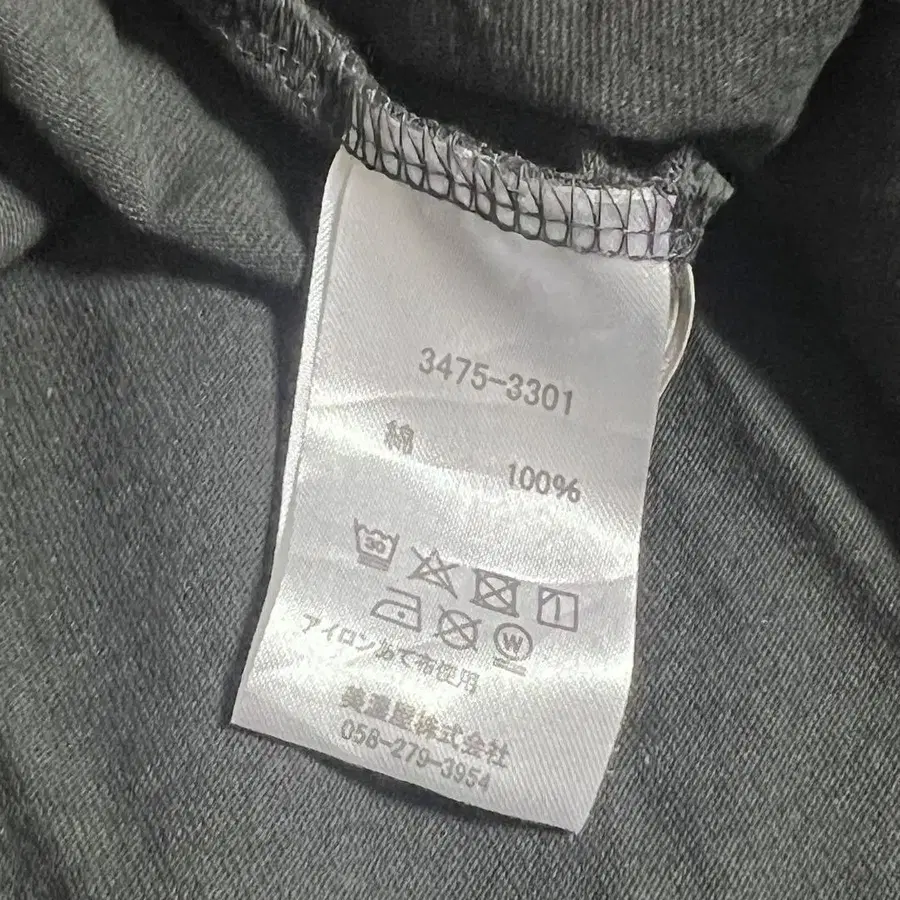 3475-3301
綿 100%
30
W
アイロンあて布使用
美濃屋株式会社
058-279-3954